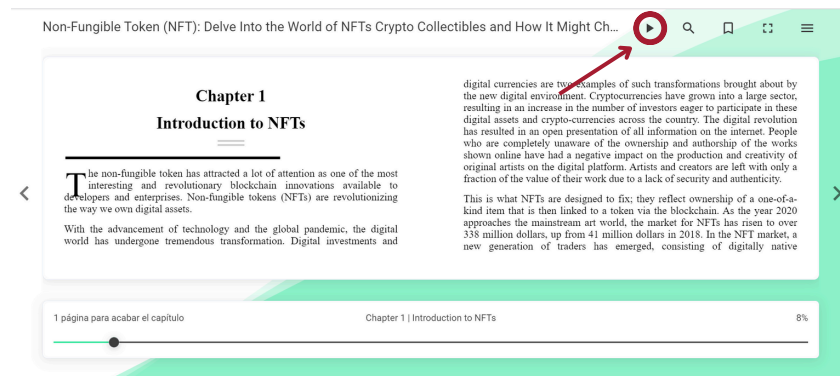 Non-Fungible Token (NFT): Delve Into the World of NFTs Crypto Collectibles and How It Might Ch...
Chapter 1
Introduction to NFTs
The non-fungible token has attracted a lot of attention as one of the most
interesting and revolutionary blockchain innovations available to
developers and enterprises. Non-fungible tokens (NFTs) are revolutionizing
the way we own digital assets.
With the advancement of technology and the global pandemic, the digital
world has undergone tremendous transformation. Digital investments and
digital currencies are two examples of such transformations brought about by
the new digital environment. Cryptocurrencies have grown into a large sector,
resulting in an increase in the number of investors eager to participate in these
digital assets and crypto-currencies across the country. The digital revolution
has resulted in an open presentation of all information on the internet. People
who are completely unaware of the ownership and authorship of the works
shown online have had a negative impact on the production and creativity of
original artists on the digital platform. Artists and creators are left with only a
fraction of the value of their work due to a lack of security and authenticity.
This is what NFTs are designed to fix; they reflect ownership of a one-of-a-
kind item that is then linked to a token via the blockchain. As the year 2020
approaches the mainstream art world, the market for NFTs has risen to over
338 million dollars, up from 41 million dollars in 2018. In the NFT market, a
new generation of traders has emerged, consisting of digitally native
1 página para acabar el capítulo
Chapter 1 | Introduction to NFTs
8%